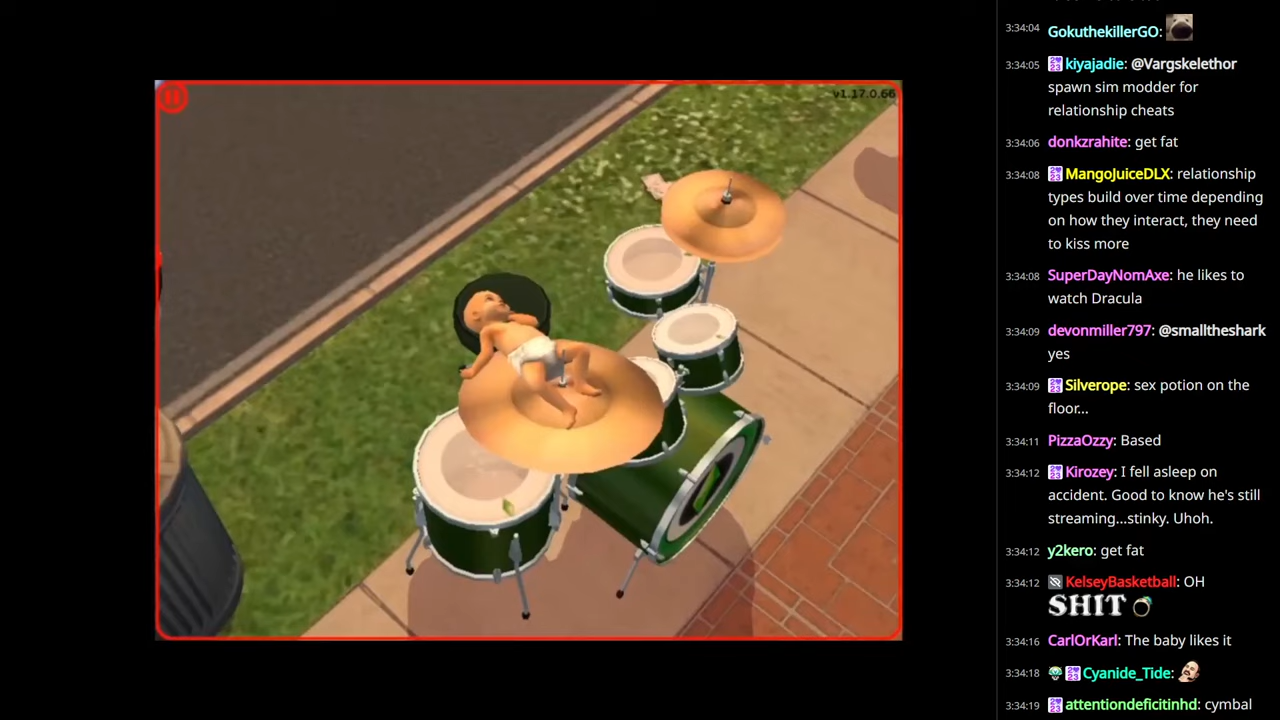 v1.17.0.66
3:34:04 GokuthekillerGO:
3:34:05 kiyajadie: @Vargskelethor
spawn sim modder for
relationship cheats
3:34:06 donkzrahite: get fat
3:34:08 MangoJuiceDLX: relationship
types build over time depending
on how they interact, they need
to kiss more
3:34:08 SuperDayNomAxe: he likes to
watch Dracula
3:34:09 devonmiller797: @smalltheshark
yes
3:34:09 Silverope: sex potion on the
floor...
3:34:11 PizzaOzzy: Based
3:34:12 Kirozey: I fell asleep on
accident. Good to know he's still
streaming...stinky. Uhoh.
3:34:12 y2kero: get fat
3:34:12 KelseyBasketball: OH
SHIT
3:34:16 CarlOrKarl: The baby likes it
3:34:18 Cyanide_Tide:
3:34:19 attentiondeficitinhd: cymbal